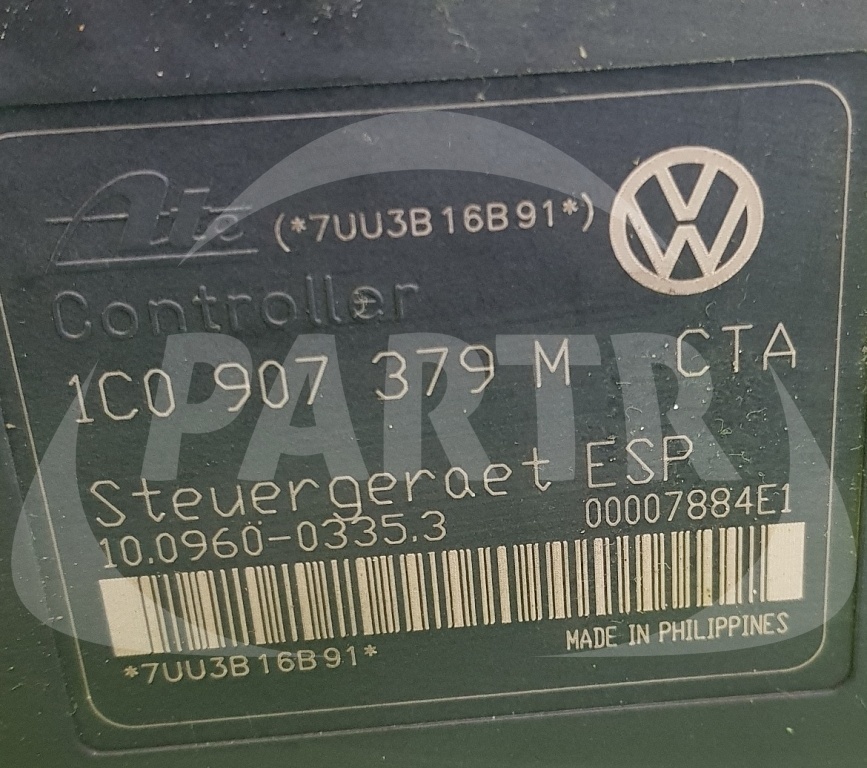 Ate (*7UU3B16B91*)
Controller
1C0 907 379 M CTA
PARTR
Steuergeraet ESP
10.0960-0335.3 00007884E1
*7UU3B16B91*
MADE IN PHILIPPINES